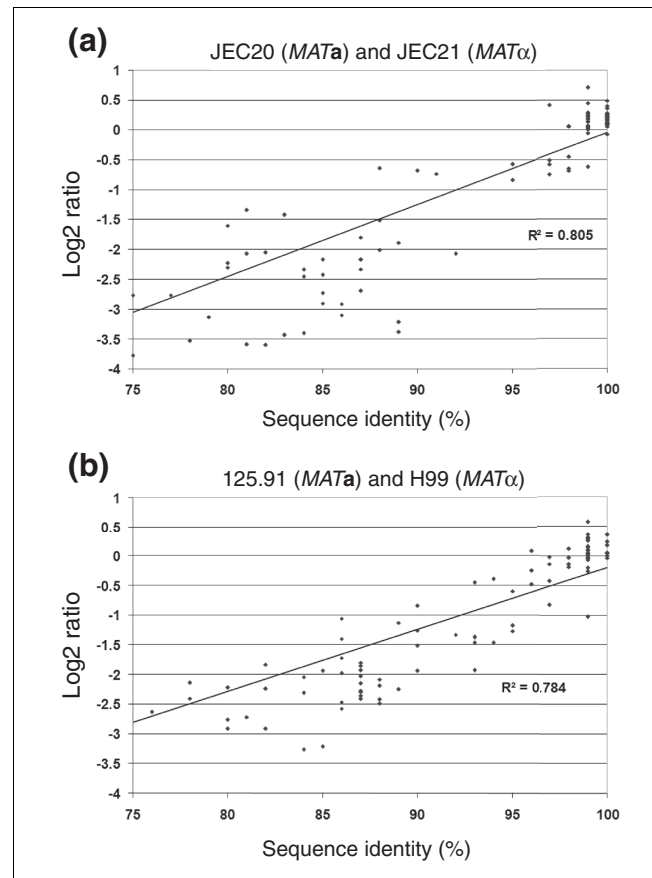 (a)
JEC20 (MATa) and JEC21 (MATα)
1
0.5
0
-0.5
-1
-1.5
-2
-2.5
-3
-3.5
-4
Log2 ratio
R² = 0.805
75 80 85 90 95 100
Sequence identity (%)
(b)
125.91 (MATa) and H99 (MATα)
1
0.5
0
-0.5
-1
-1.5
-2
-2.5
-3
-3.5
-4
Log2 ratio
R² = 0.784
75 80 85 90 95 100
Sequence identity (%)